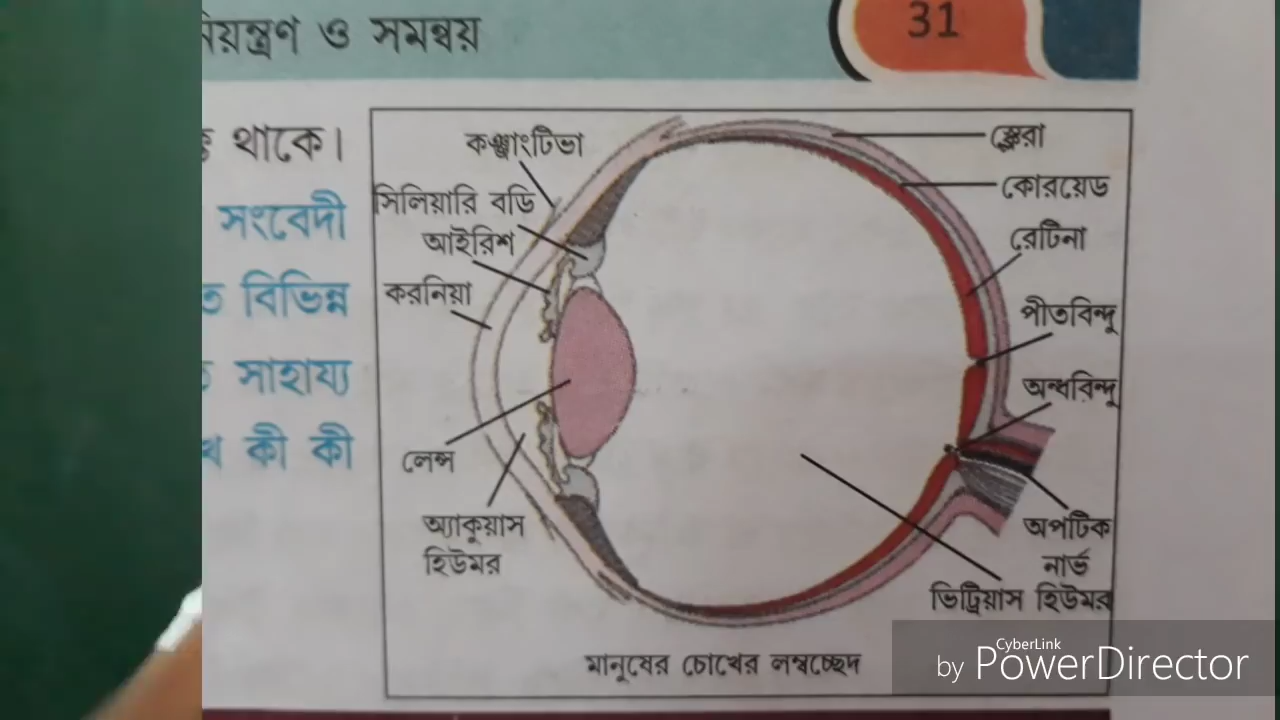 নিয়ন্ত্রণ ও সমন্বয়
31
থাকে।
সংবেদী
বিভিন্ন
সাহায্য
কী কী
কঞ্জাংটিভা
সিলিয়ারি বডি
আইরিশ
করনিয়া
লেন্স
অ্যাকুয়াস
হিউমর
স্ক্লেরা
কোরয়েড
রেটিনা
পীতবিন্দু
অন্ধবিন্দু
অপটিক
নার্ভ
ভিট্রিয়াস হিউমর
মানুষের চোখের লম্বচ্ছেদ
CyberLink
by PowerDirector